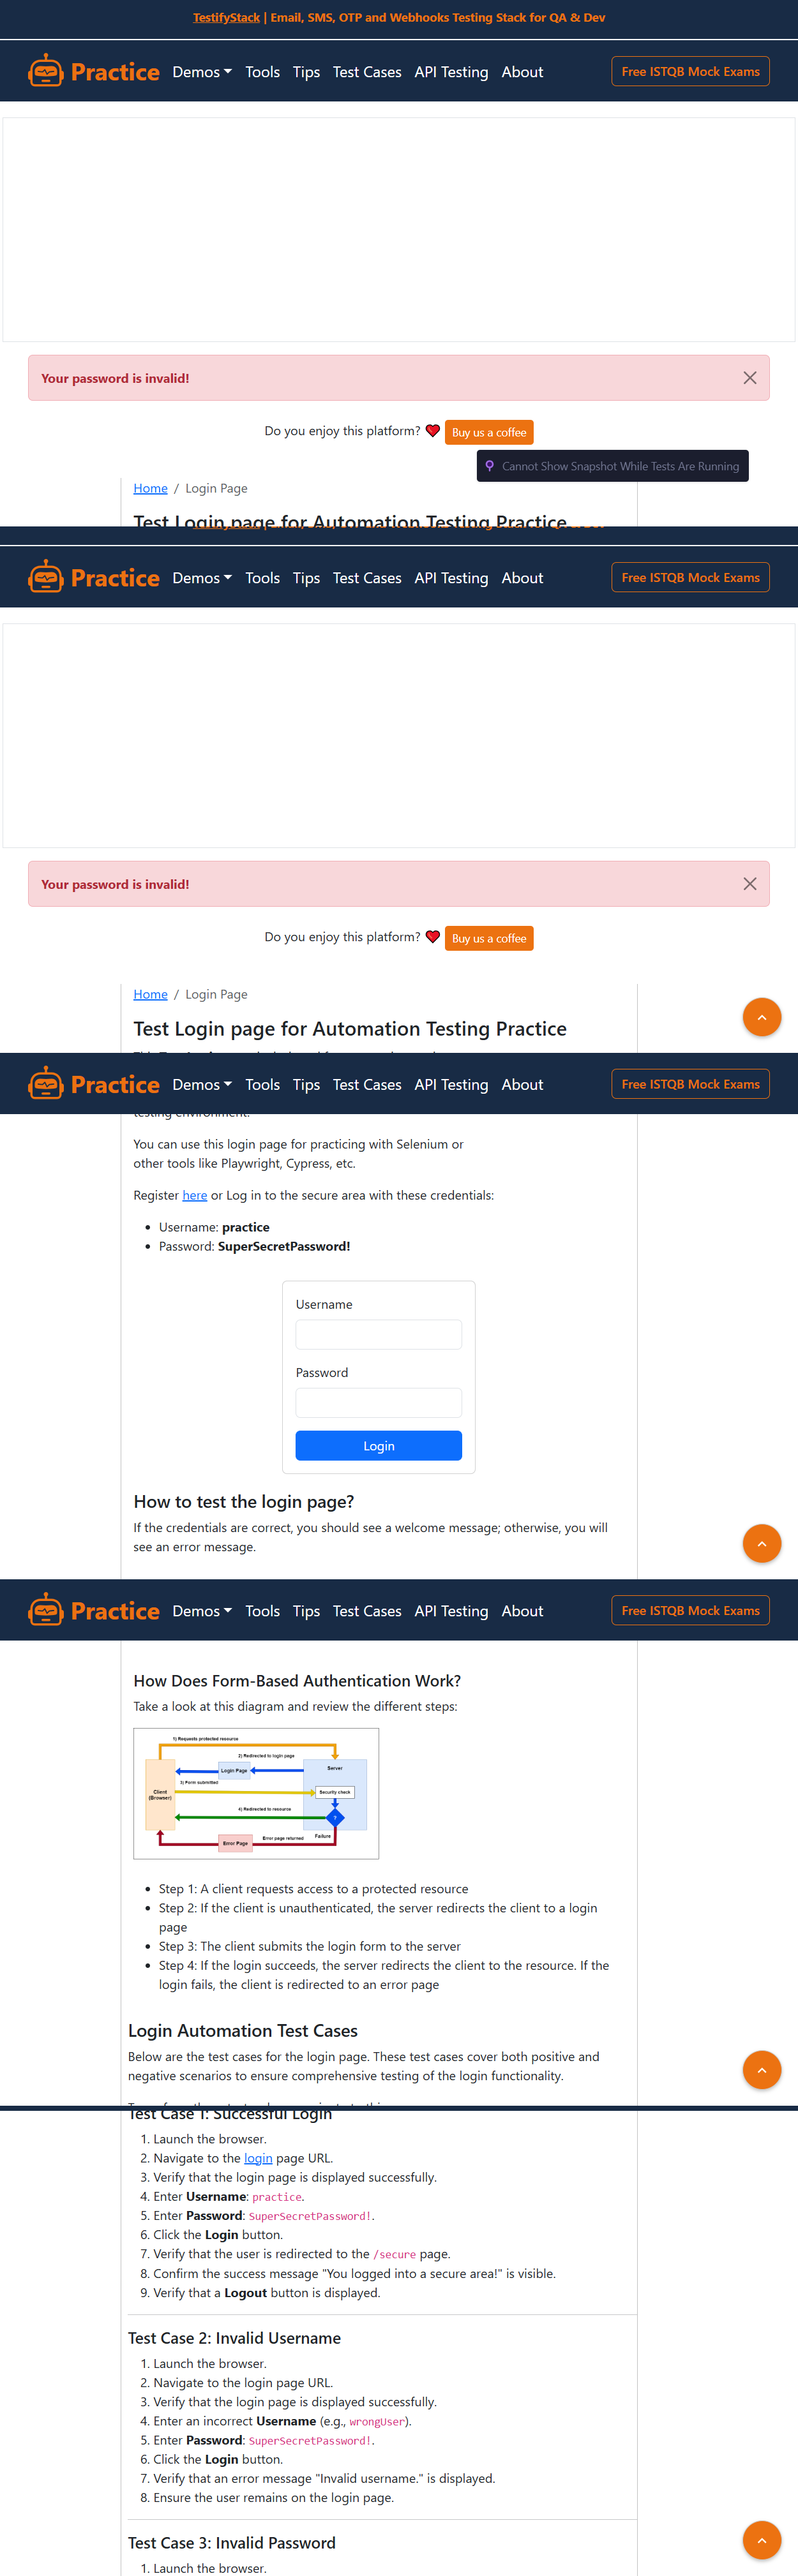 TestifyStack | Email, SMS, OTP and Webhooks Testing Stack for QA & Dev
Practice Demos Tools Tips Test Cases API Testing About Free ISTQB Mock Exams
Your password is invalid!
Do you enjoy this platform? Buy us a coffee
Cannot Show Snapshot While Tests Are Running
Home / Login Page
Test Login page for Automation Testing Practice
Practice Demos Tools Tips Test Cases API Testing About Free ISTQB Mock Exams
Your password is invalid!
Do you enjoy this platform? Buy us a coffee
Home / Login Page
Test Login page for Automation Testing Practice
Practice Demos Tools Tips Test Cases API Testing About Free ISTQB Mock Exams
testing environment.
You can use this login page for practicing with Selenium or
other tools like Playwright, Cypress, etc.
Register here or Log in to the secure area with these credentials:
Username: practice
Password: SuperSecretPassword!
Username
Password
Login
How to test the login page?
If the credentials are correct, you should see a welcome message; otherwise, you will
see an error message.
Practice Demos Tools Tips Test Cases API Testing About Free ISTQB Mock Exams
How Does Form-Based Authentication Work?
Take a look at this diagram and review the different steps:
1) Requests protected resource
2) Redirected to login page
Server
Login Page
3) Form submitted
Client
(Browser)
Security check
4) Redirected to resource
?
Failure
Error page returned
Error Page
Step 1: A client requests access to a protected resource
Step 2: If the client is unauthenticated, the server redirects the client to a login
page
Step 3: The client submits the login form to the server
Step 4: If the login succeeds, the server redirects the client to the resource. If the
login fails, the client is redirected to an error page
Login Automation Test Cases
Below are the test cases for the login page. These test cases cover both positive and
negative scenarios to ensure comprehensive testing of the login functionality.
Test Case 1: Successful Login
1. Launch the browser.
2. Navigate to the login page URL.
3. Verify that the login page is displayed successfully.
4. Enter Username: practice.
5. Enter Password: SuperSecretPassword!.
6. Click the Login button.
7. Verify that the user is redirected to the /secure page.
8. Confirm the success message "You logged into a secure area!" is visible.
9. Verify that a Logout button is displayed.
Test Case 2: Invalid Username
1. Launch the browser.
2. Navigate to the login page URL.
3. Verify that the login page is displayed successfully.
4. Enter an incorrect Username (e.g., wrongUser).
5. Enter Password: SuperSecretPassword!.
6. Click the Login button.
7. Verify that an error message "Invalid username." is displayed.
8. Ensure the user remains on the login page.
Test Case 3: Invalid Password
1. Launch the browser.